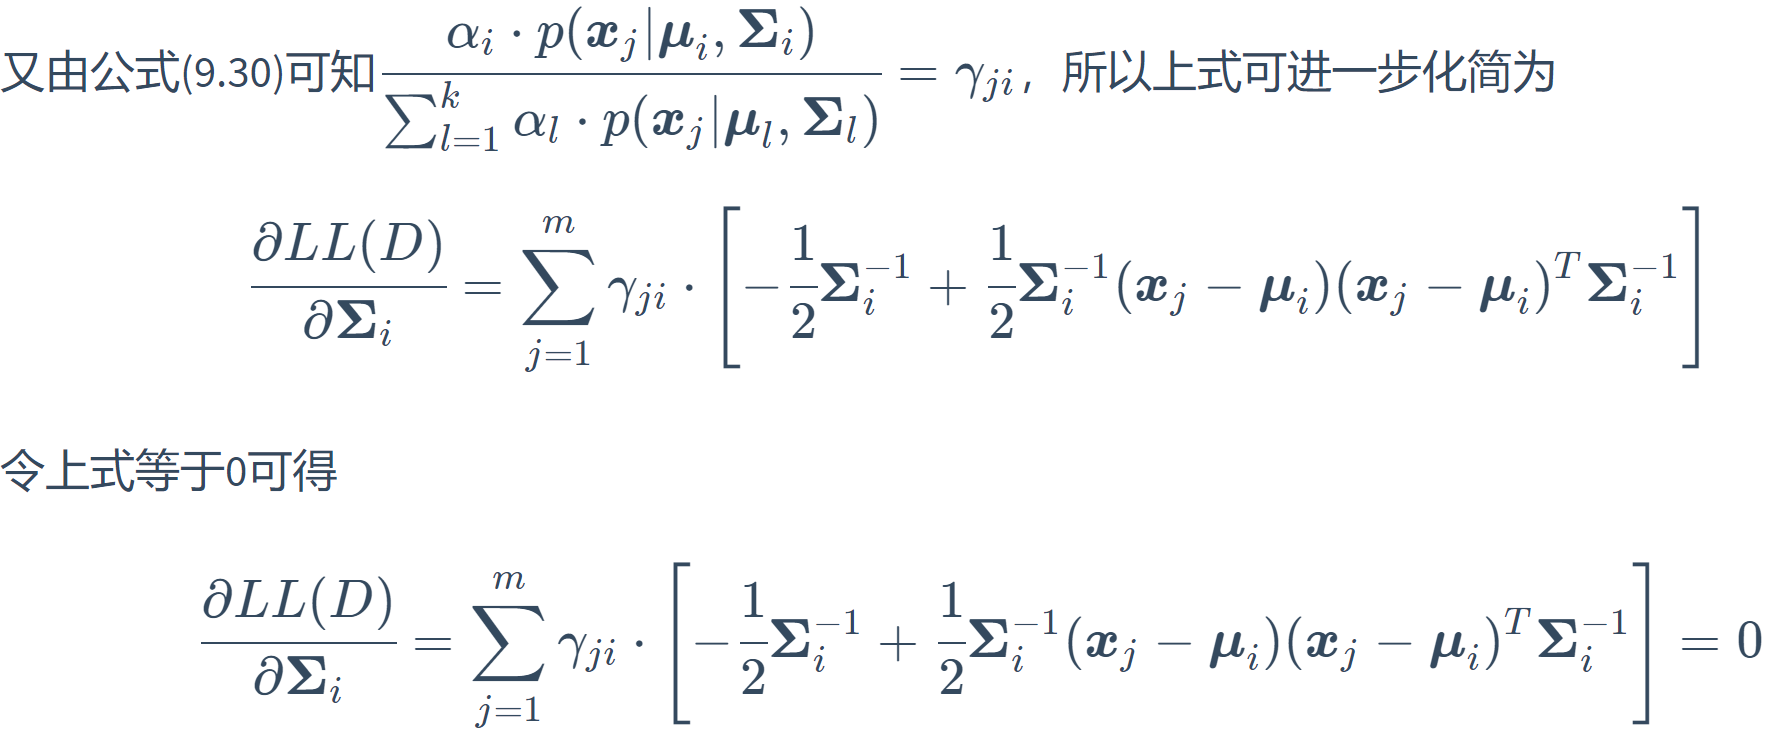 又由公式(9.30)可知$\frac{\alpha_i \cdot p(\boldsymbol{x}_j|\boldsymbol{\mu}_i, \boldsymbol{\Sigma}_i)}{\sum_{l=1}^{k} \alpha_l \cdot p(\boldsymbol{x}_j|\boldsymbol{\mu}_l, \boldsymbol{\Sigma}_l)} = \gamma_{ji}$，所以上式可进一步化简为
$\frac{\partial LL(D)}{\partial \boldsymbol{\Sigma}_i} = \sum_{j=1}^{m} \gamma_{ji} \cdot \left[ -\frac{1}{2} \boldsymbol{\Sigma}_i^{-1} + \frac{1}{2} \boldsymbol{\Sigma}_i^{-1} (\boldsymbol{x}_j - \boldsymbol{\mu}_i)(\boldsymbol{x}_j - \boldsymbol{\mu}_i)^T \boldsymbol{\Sigma}_i^{-1} \right]$
令上式等于0可得
$\frac{\partial LL(D)}{\partial \boldsymbol{\Sigma}_i} = \sum_{j=1}^{m} \gamma_{ji} \cdot \left[ -\frac{1}{2} \boldsymbol{\Sigma}_i^{-1} + \frac{1}{2} \boldsymbol{\Sigma}_i^{-1} (\boldsymbol{x}_j - \boldsymbol{\mu}_i)(\boldsymbol{x}_j - \boldsymbol{\mu}_i)^T \boldsymbol{\Sigma}_i^{-1} \right] = 0$